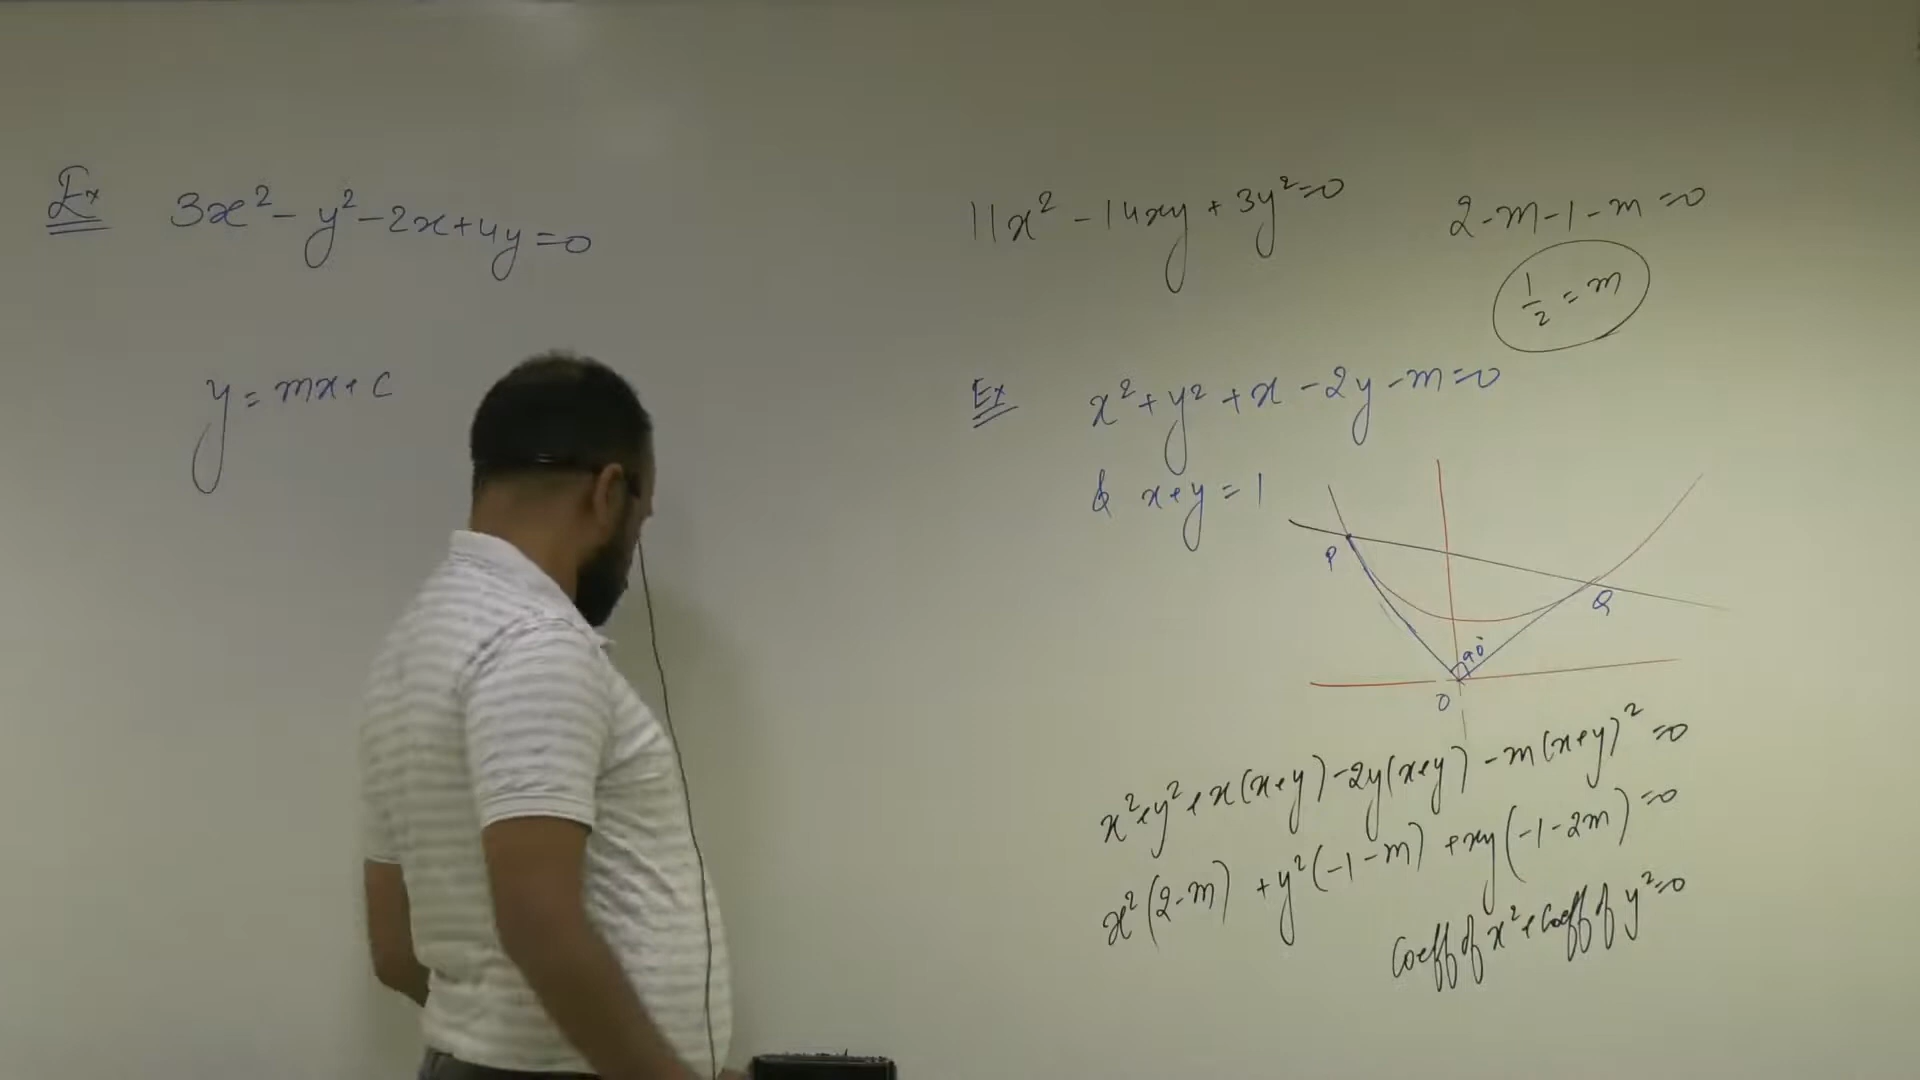 Ex 3x² - y² - 2x + 4y = 0
y = mx + c
11x² - 14xy + 3y² = 0
2 - m - 1 - m = 0
1/2 = m
Ex x² + y² + x - 2y - m = 0
& x + y = 1
P
Q
90°
O
x² + y² + x(x+y) - 2y(x+y) - m(x+y)² = 0
x²(2-m) + y²(-1-m) + xy(-1-2m) = 0
Coeff of x² + Coeff of y² = 0